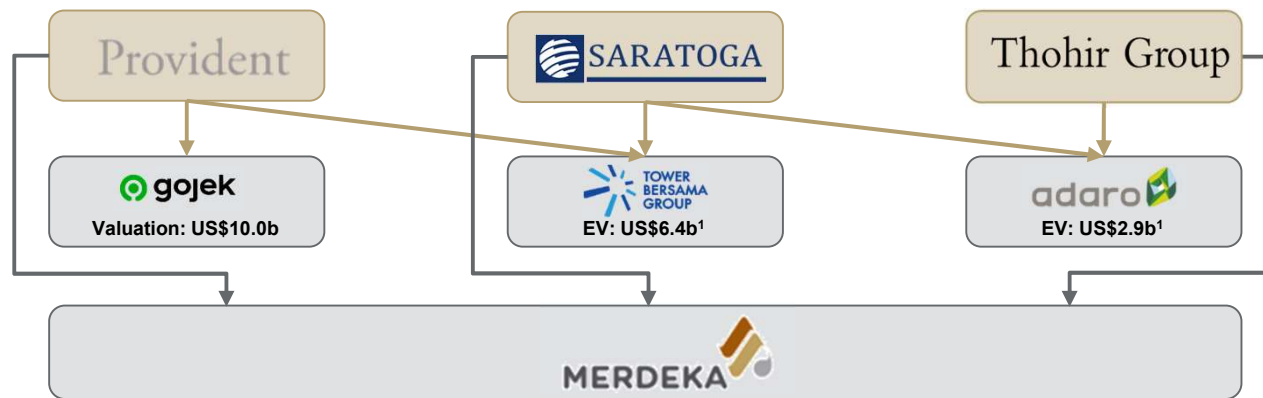 Provident
SARATOGA
Thohir Group
gojek
Valuation: US$10.0b
TOWER
BERSAMA
GROUP
EV: US$6.4b¹
adaro
EV: US$2.9b¹
MERDEKA